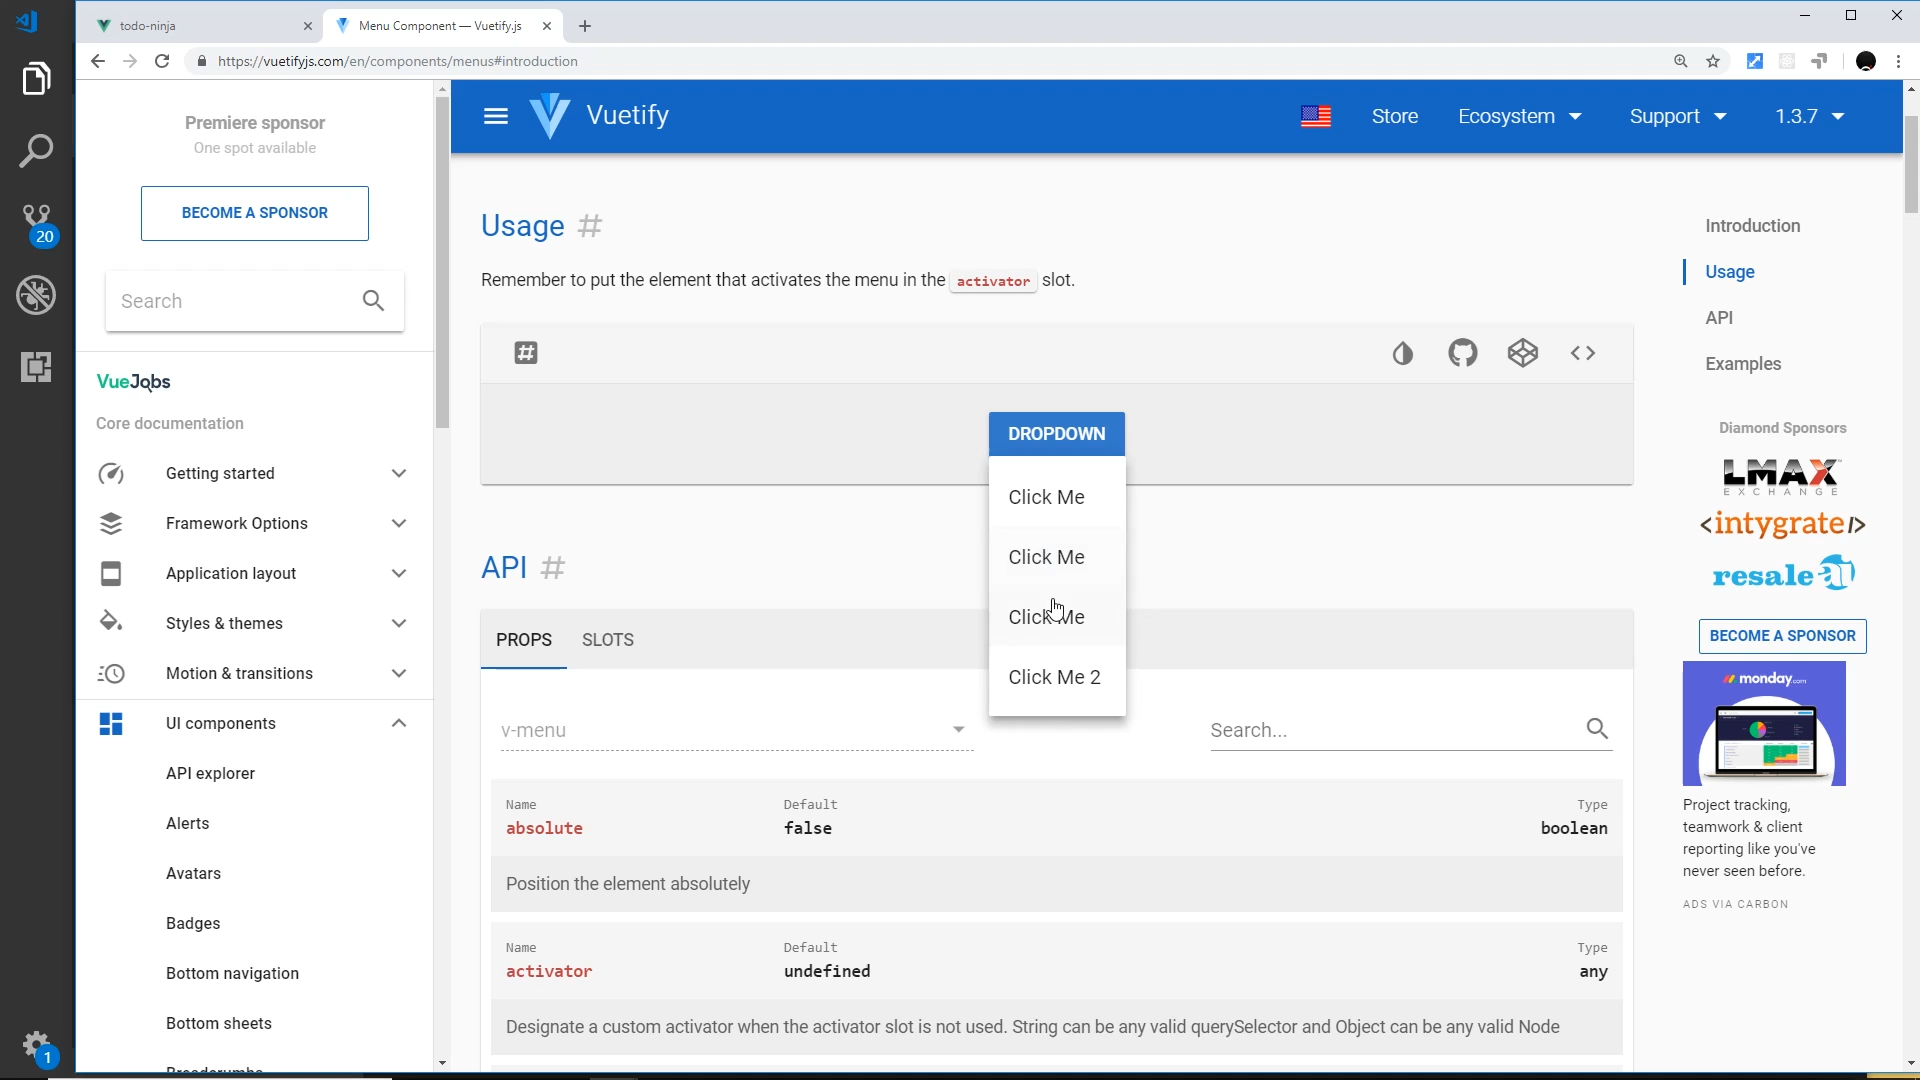 todo-ninja
Menu Component — Vuetify.js
https://vuetifyjs.com/en/components/menus#introduction
20
1
Premiere sponsor
One spot available
BECOME A SPONSOR
Search
VueJobs
Core documentation
Getting started
Framework Options
Application layout
Styles & themes
Motion & transitions
UI components
API explorer
Alerts
Avatars
Badges
Bottom navigation
Bottom sheets
Vuetify
Store
Ecosystem
Support
1.3.7
Usage #
Remember to put the element that activates the menu in the activator slot.
DROPDOWN
Click Me
Click Me
Click Me
Click Me 2
API #
PROPS
SLOTS
v-menu
Search...
Name
Default
Type
absolute
false
boolean
Position the element absolutely
Name
Default
Type
activator
undefined
any
Designate a custom activator when the activator slot is not used. String can be any valid querySelector and Object can be any valid Node
Introduction
Usage
API
Examples
Diamond Sponsors
LMAX
EXCHANGE
<intygrate/>
resale ai
BECOME A SPONSOR
monday.com
Project tracking,
teamwork & client
reporting like you've
never seen before.
ADS VIA CARBON